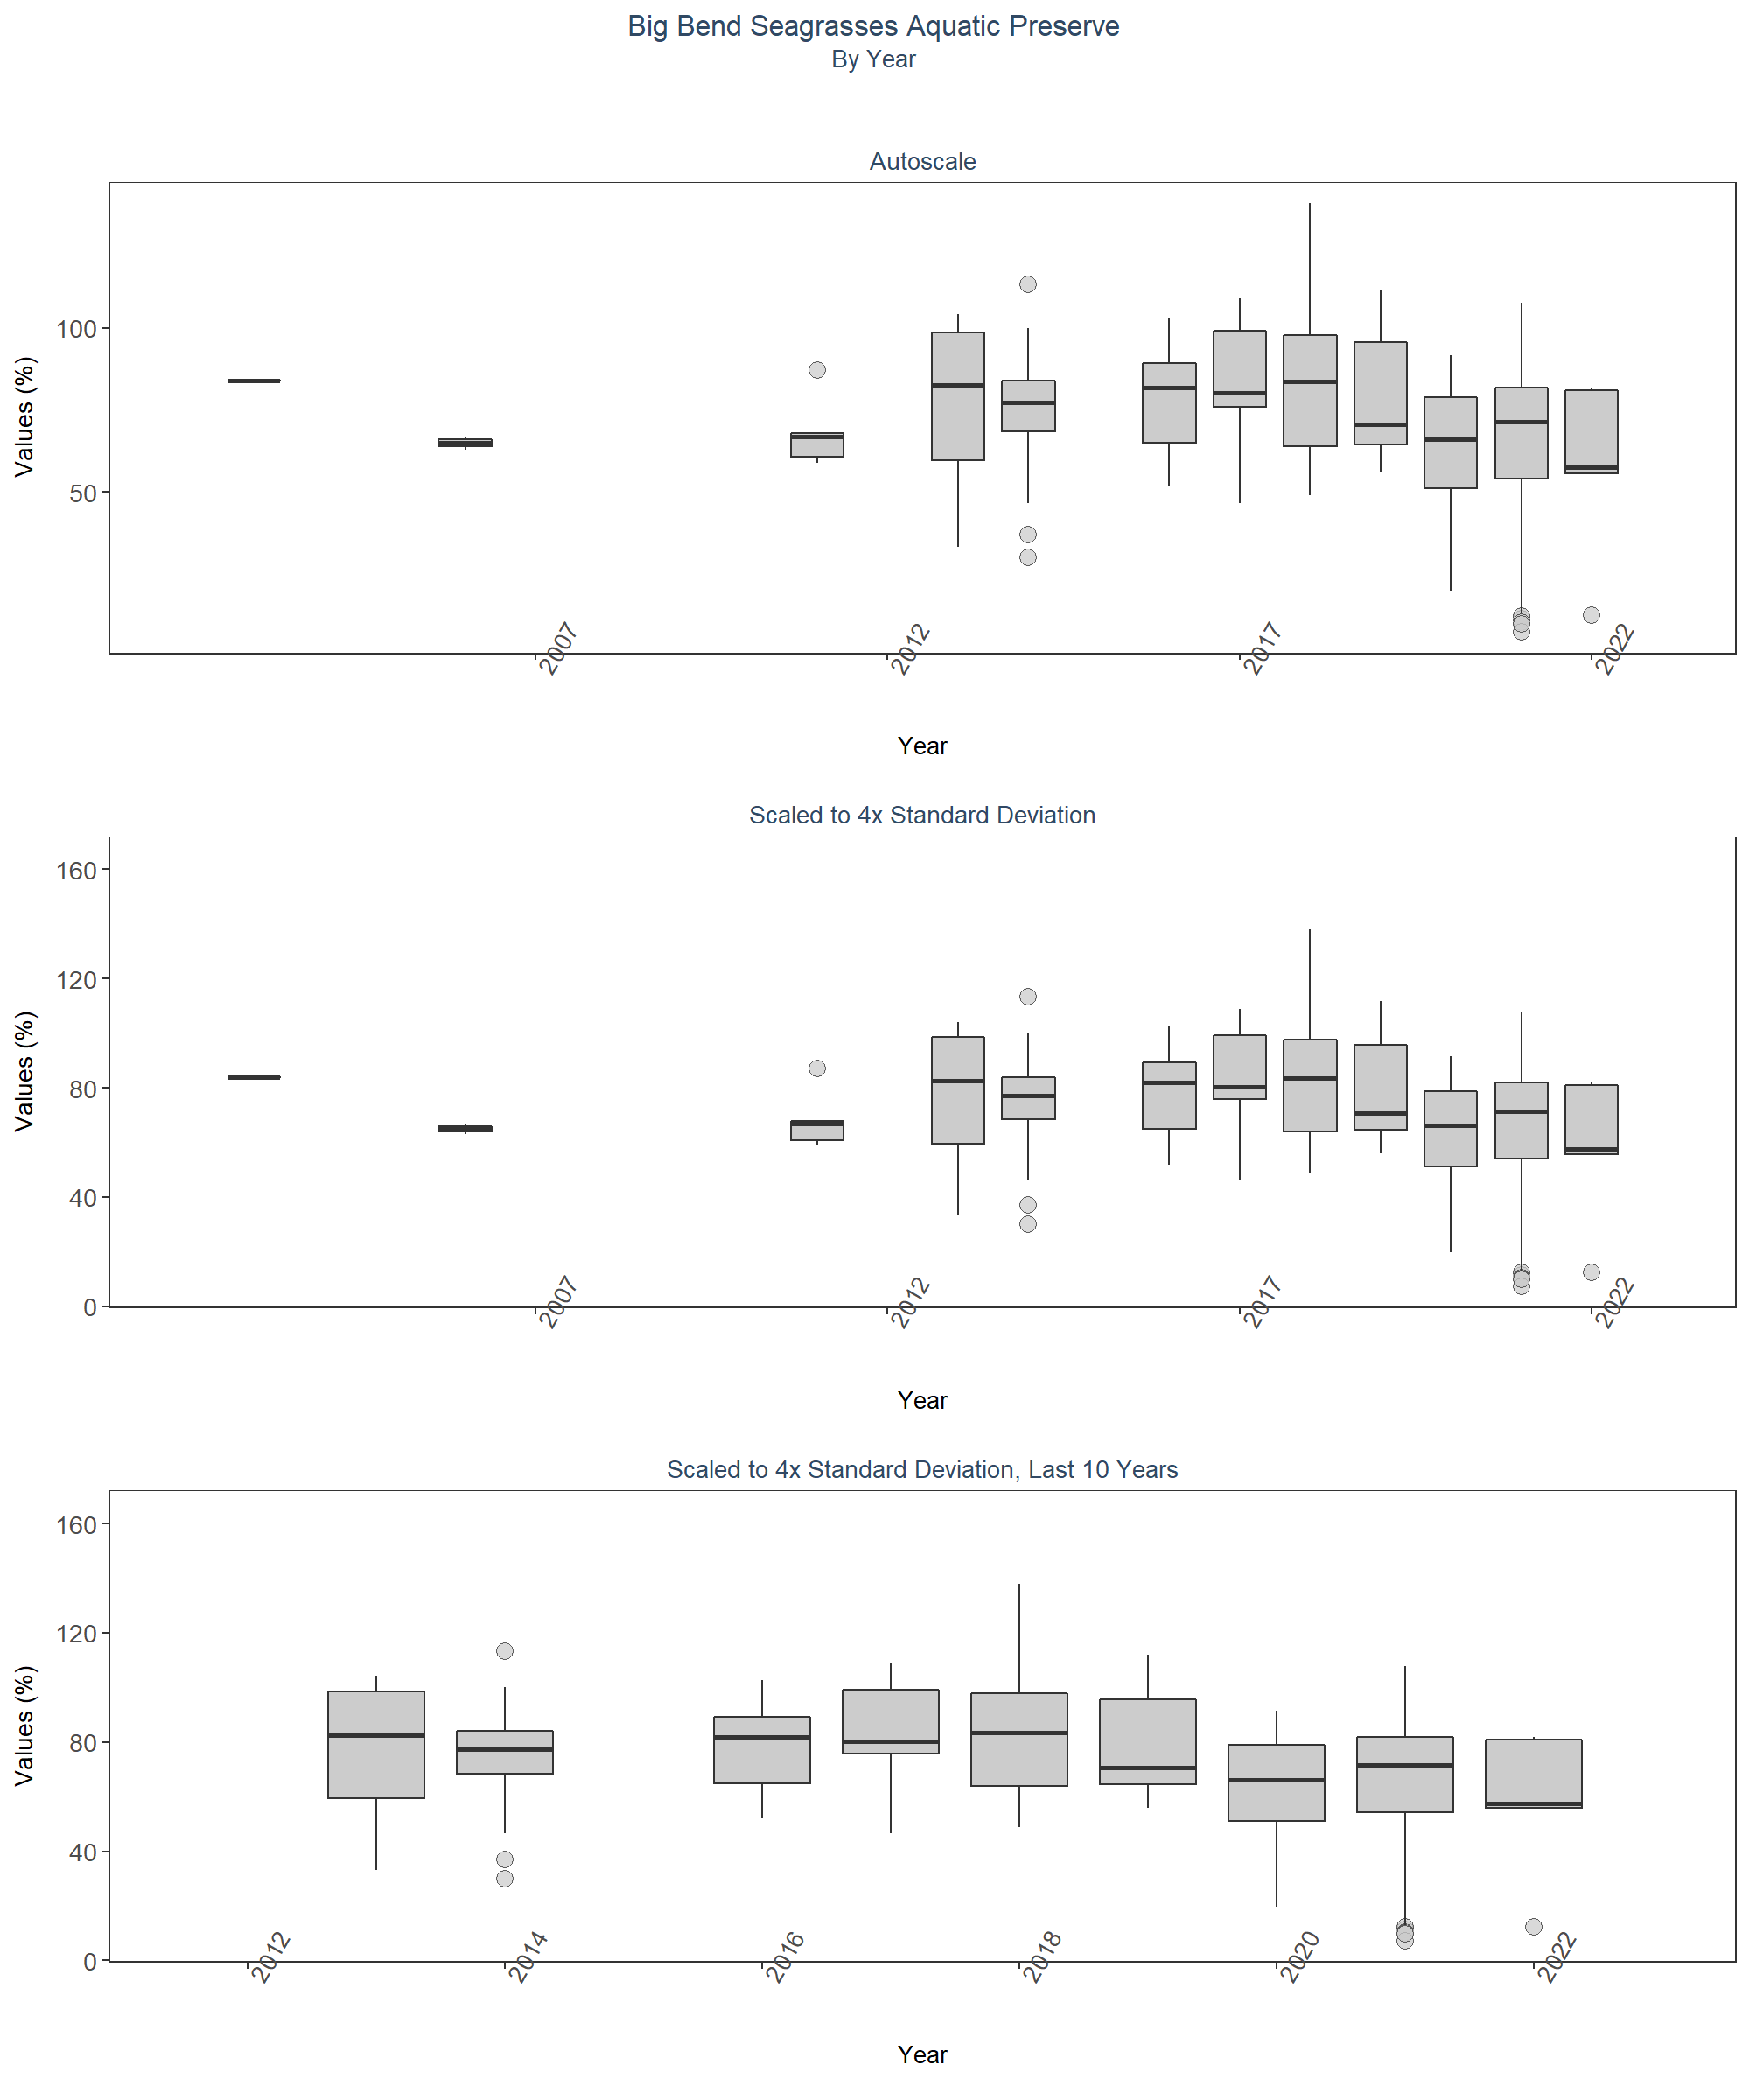 Big Bend Seagrasses Aquatic Preserve
By Year
Autoscale
Values (%)
100
50
2007
2012
2017
2022
Year
Scaled to 4x Standard Deviation
Values (%)
160
120
80
40
0
2007
2012
2017
2022
Year
Scaled to 4x Standard Deviation, Last 10 Years
Values (%)
160
120
80
40
0
2012
2014
2016
2018
2020
2022
Year